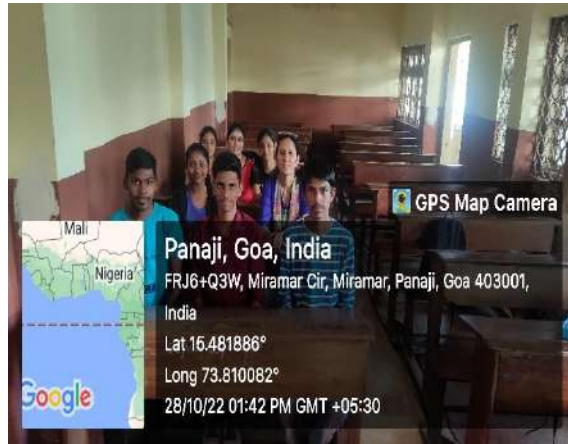 GPS Map Camera
Mali
Nigeria
Google
Panaji, Goa, India
FRJ6+Q3W, Miramar Cir, Miramar, Panaji, Goa 403001,
India
Lat 15.481886°
Long 73.810082°
28/10/22 01:42 PM GMT +05:30